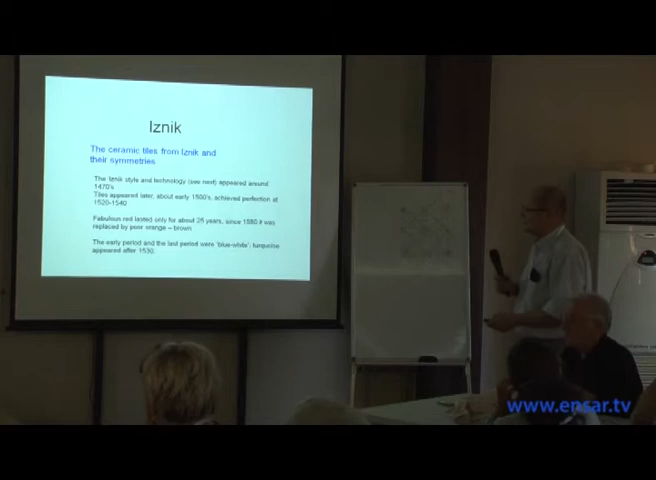 Iznik
The ceramic tiles from Iznik and
their symmetries
The Iznik style and technology (see next) appeared around
1470's
Tiles appeared later, about early 1500's, achieved perfection at
1520-1540
Fabulous red lasted only for about 25 years, since 1580 it was
replaced by poor orange – brown
The early period and the last period were 'blue-white'; turquoise
appeared after 1530.
www.ensar.tv